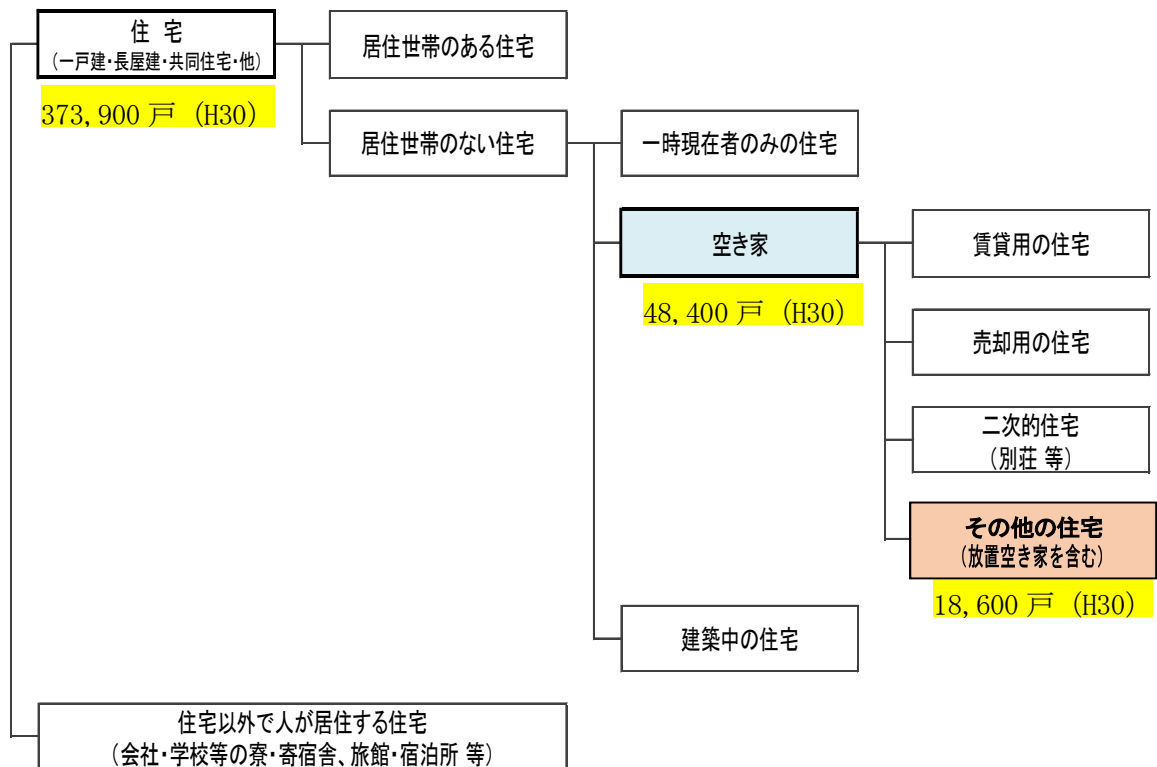 住 宅
（一戸建・長屋建・共同住宅・他）
373,900 戸（H30）
居住世帯のある住宅
居住世帯のない住宅
一時現在者のみの住宅
空き家
48,400 戸（H30）
賃貸用の住宅
売却用の住宅
二次的住宅
（別荘 等）
その他の住宅
（放置空き家を含む）
18,600 戸（H30）
建築中の住宅
住宅以外で人が居住する住宅
（会社・学校等の寮・寄宿舎、旅館・宿泊所 等）